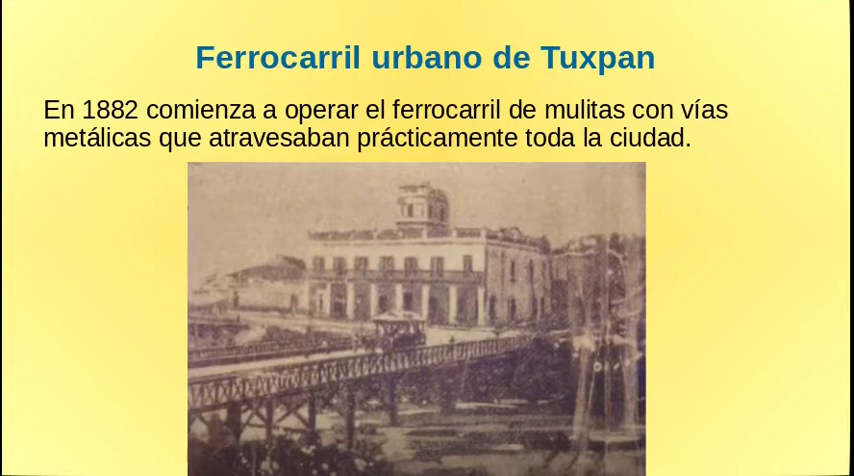 Ferrocarril urbano de Tuxpan
En 1882 comienza a operar el ferrocarril de mulitas con vías
metálicas que atravesaban prácticamente toda la ciudad.